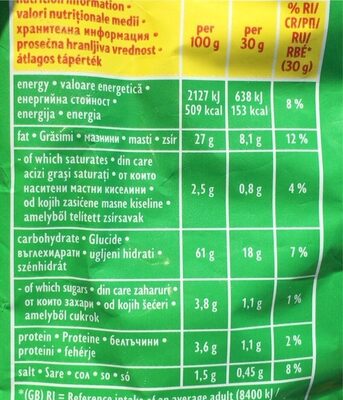 nutrition information •
valori nutriționale medii •
хранителна информация •
prosečna hranljiva vrednost •
átlagos tápérték
per
100 g
per
30 g
% RI/
CR/РП/
RU/
RBÉ*
(30 g)
energy • valoare energetică •
енергийна стойност •
energija • energia
2127 kJ
509 kcal
638 kJ
153 kcal
8 %
fat • Grăsimi • мазнини • masti • zsír
27 g
8,1 g
12 %
- of which saturates • din care
acizi grași saturați • от които
наситени мастни киселини •
od kojih zasićene masne kiseline •
amelyből telített zsírsavak
2,5 g
0,8 g
4 %
carbohydrate • Glucide •
въглехидрати • ugljeni hidrati •
szénhidrát
61 g
18 g
7 %
- of which sugars • din care zaharuri •
от които захари • od kojih šećeri •
amelyből cukrok
3,8 g
1,1 g
1 %
protein • Proteine • белтъчини •
proteini • fehérje
3,6 g
1,1 g
2 %
salt • Sare • сол • so • só
1,5 g
0,45 g
8 %
*(GB) RI = Reference intake of an average adult (8400 kJ /